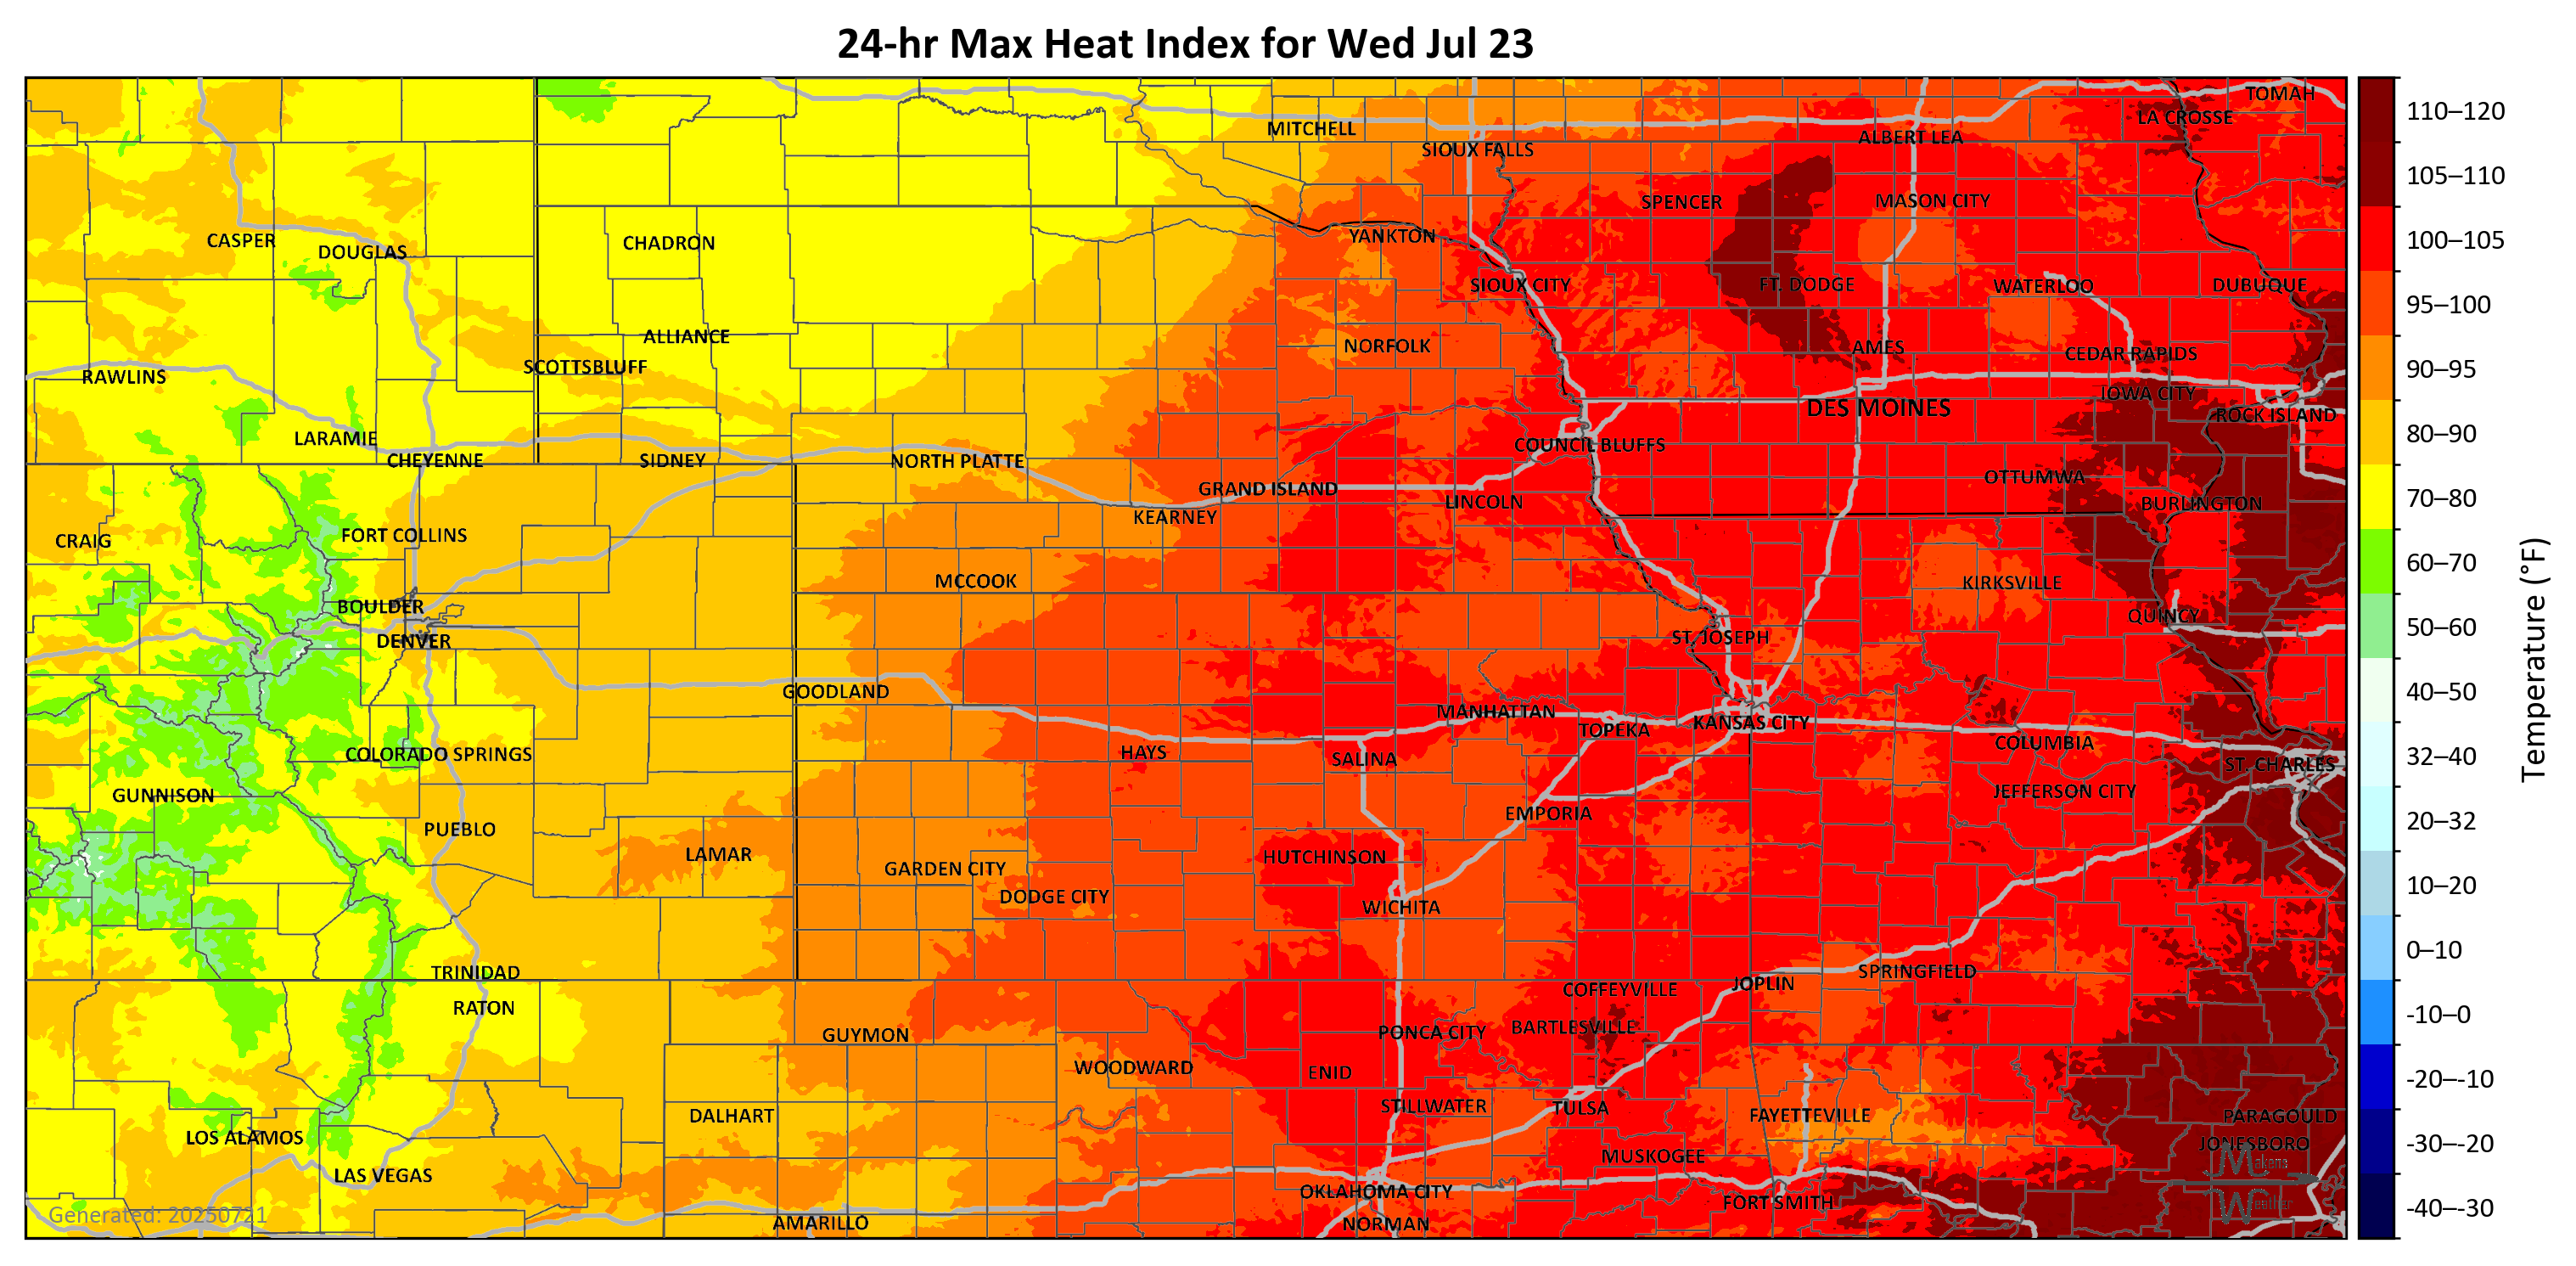 24-hr Max Heat Index for Wed Jul 23
TOMAH
LA CROSSE
MITCHELL
ALBERT LEA
SIOUX FALLS
SPENCER
MASON CITY
CASPER
DOUGLAS
CHADRON
YANKTON
SIOUX CITY
FT. DODGE
WATERLOO
DUBUQUE
ALLIANCE
NORFOLK
AMES
CEDAR RAPIDS
SCOTTSBLUFF
RAWLINS
IOWA CITY
DES MOINES
ROCK ISLAND
LARAMIE
COUNCIL BLUFFS
CHEYENNE
SIDNEY
NORTH PLATTE
OTTUMWA
GRAND ISLAND
LINCOLN
BURLINGTON
KEARNEY
CRAIG
FORT COLLINS
MCCOOK
KIRKSVILLE
BOULDER
QUINCY
DENVER
ST. JOSEPH
GOODLAND
MANHATTAN
KANSAS CITY
TOPEKA
COLUMBIA
COLORADO SPRINGS
HAYS
SALINA
ST. CHARLES
GUNNISON
JEFFERSON CITY
EMPORIA
PUEBLO
LAMAR
HUTCHINSON
GARDEN CITY
DODGE CITY
WICHITA
TRINIDAD
SPRINGFIELD
JOPLIN
COFFEYVILLE
RATON
GUYMON
PONCA CITY
BARTLESVILLE
WOODWARD
ENID
STILLWATER
TULSA
DALHART
FAYETTEVILLE
PARAGOULD
LOS ALAMOS
JONESBORO
MUSKOGEE
Makens
LAS VEGAS
OKLAHOMA CITY
FORT SMITH
Weather
Generated: 20250721
AMARILLO
NORMAN
110–120
105–110
100–105
95–100
90–95
80–90
70–80
60–70
50–60
40–50
32–40
20–32
10–20
0–10
-10–0
-20–-10
-30–-20
-40–-30
Temperature (°F)